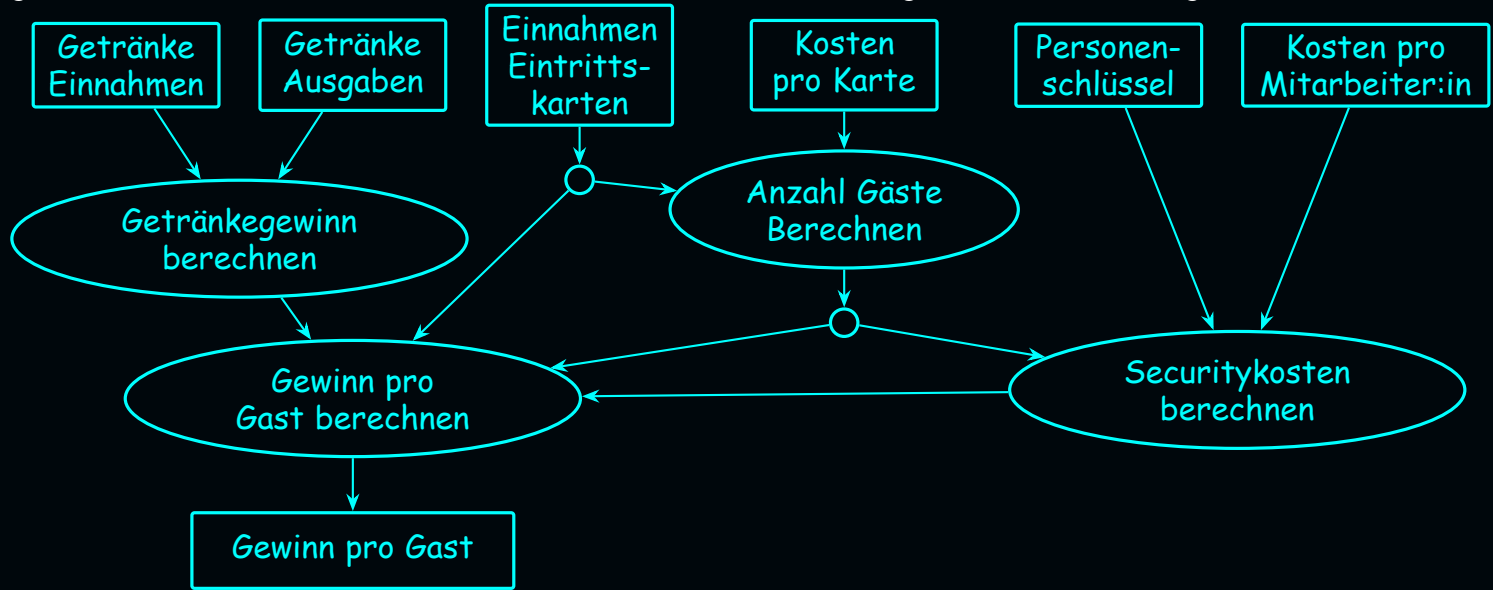 Getränke
Einnahmen
Getränke
Ausgaben
Einnahmen
Eintritts-
karten
Kosten
pro Karte
Personen-
schlüssel
Kosten pro
Mitarbeiter:in
Getränkegewinn
berechnen
Anzahl Gäste
Berechnen
Gewinn pro
Gast berechnen
Securitykosten
berechnen
Gewinn pro Gast